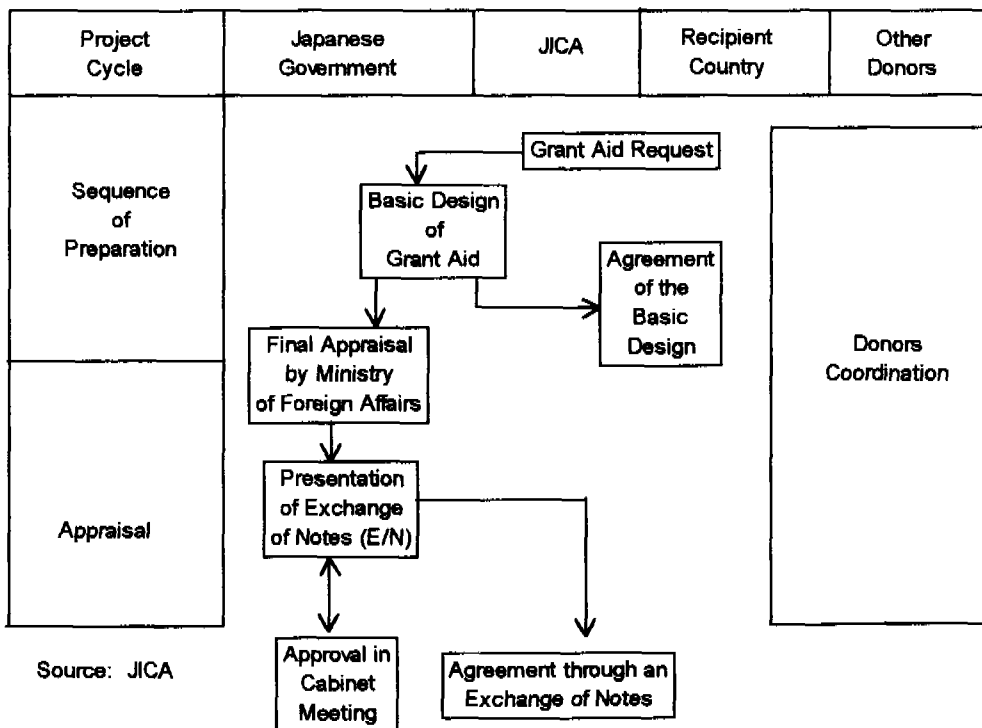 Project
Cycle
Japanese
Government
JICA
Recipient
Country
Other
Donors
Sequence
of
Preparation
Grant Aid Request
Basic Design
of
Grant Aid
Agreement
of the
Basic
Design
Final Appraisal
by Ministry
of Foreign Affairs
Donors
Coordination
Appraisal
Presentation
of Exchange
of Notes (E/N)
Approval in
Cabinet
Meeting
Agreement through an
Exchange of Notes
Source: JICA